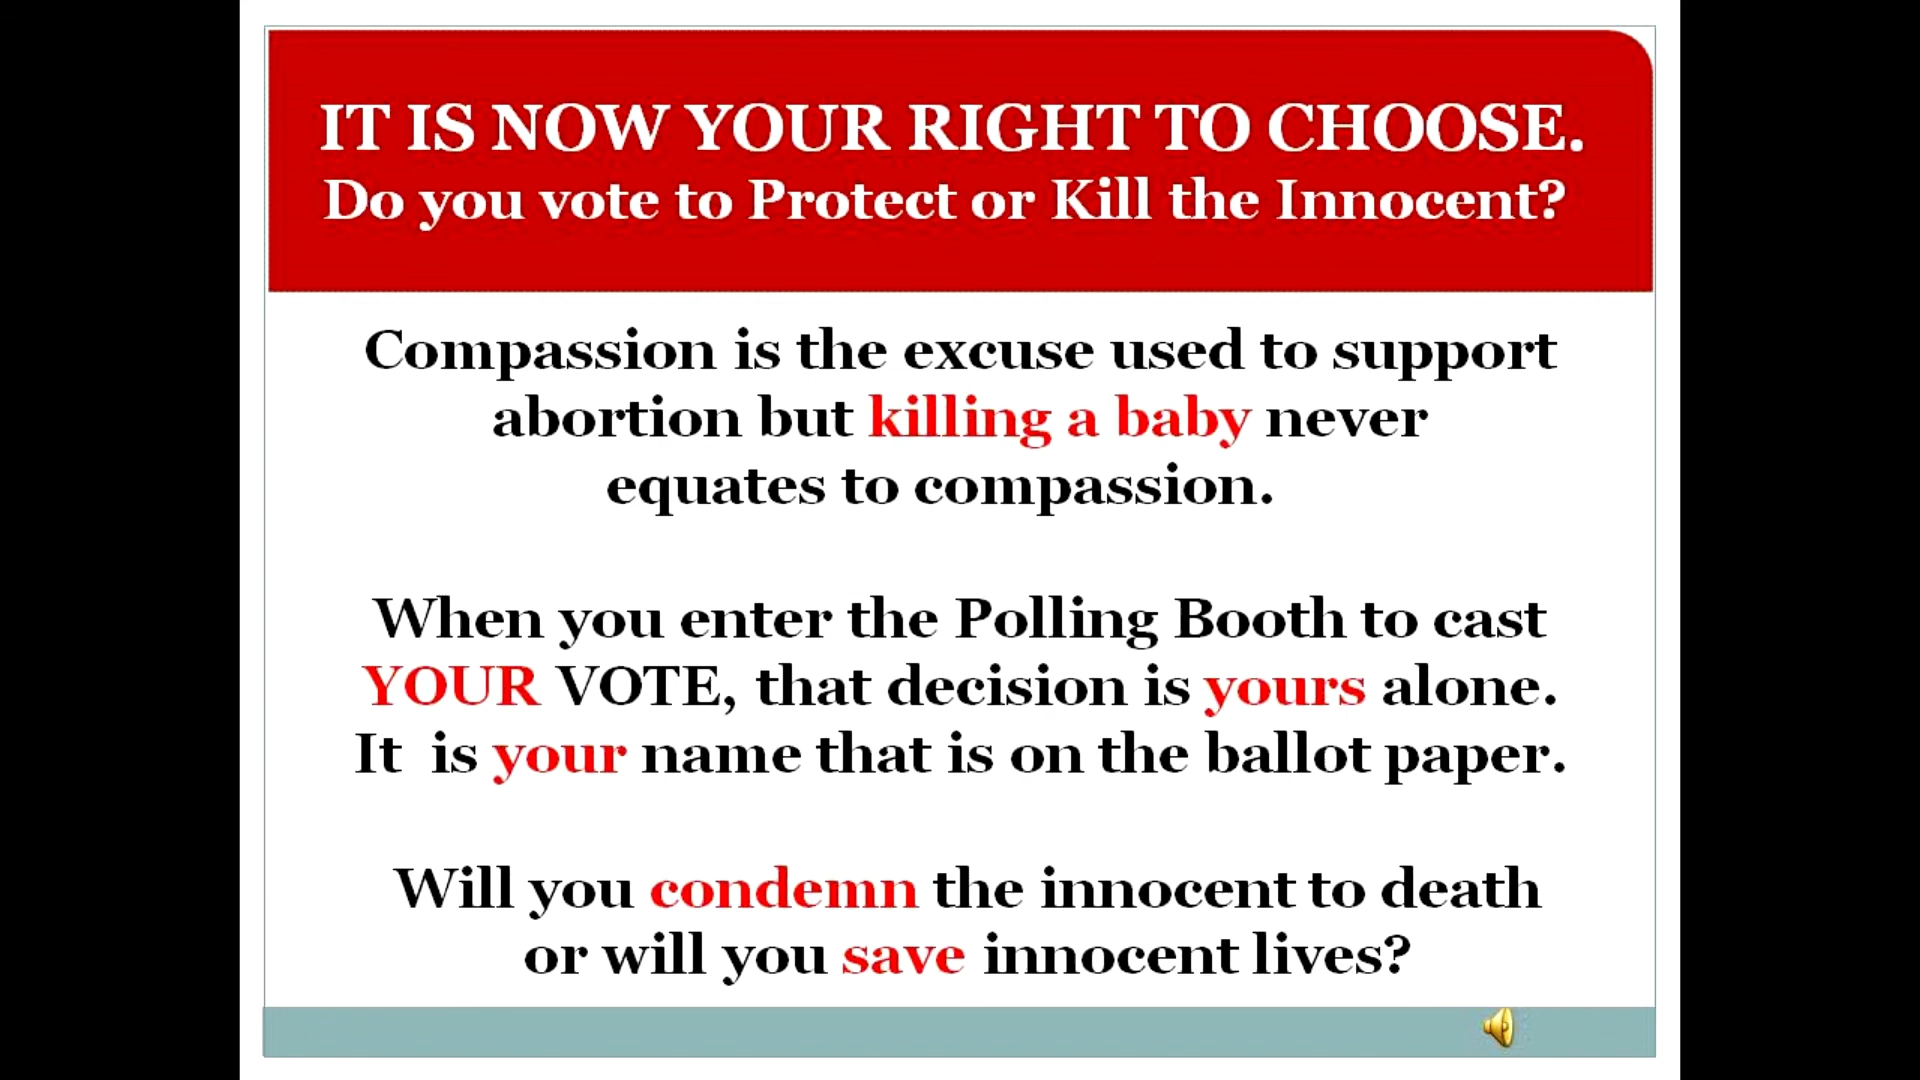 IT IS NOW YOUR RIGHT TO CHOOSE.
Do you vote to Protect or Kill the Innocent?
Compassion is the excuse used to support
abortion but killing a baby never
equates to compassion.
When you enter the Polling Booth to cast
YOUR VOTE, that decision is yours alone.
It is your name that is on the ballot paper.
Will you condemn the innocent to death
or will you save innocent lives?